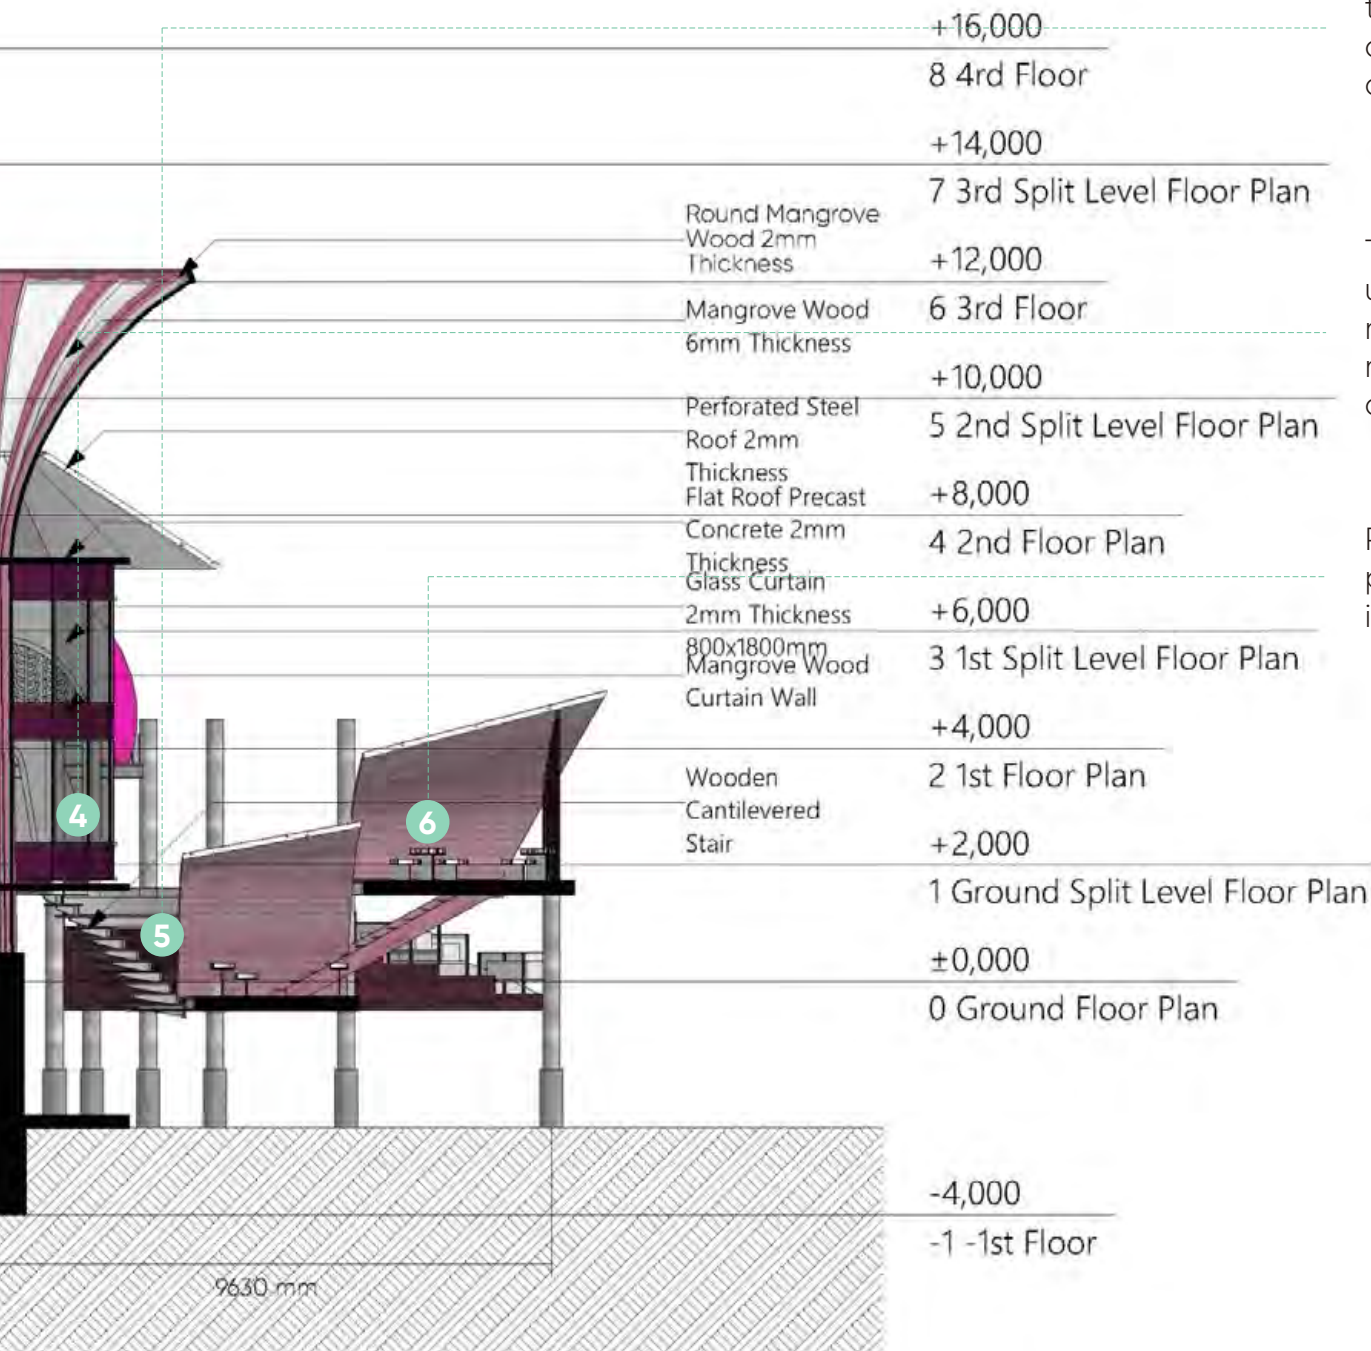 +16,000
8 4rd Floor
+14,000
7 3rd Split Level Floor Plan
Round Mangrove
Wood 2mm
Thickness
+12,000
6 3rd Floor
Mangrove Wood
6mm Thickness
+10,000
5 2nd Split Level Floor Plan
Perforated Steel
Roof 2mm
Thickness
Flat Roof Precast
Concrete 2mm
Thickness
+8,000
4 2nd Floor Plan
Glass Curtain
2mm Thickness
800x1800mm
+6,000
3 1st Split Level Floor Plan
Mangrove Wood
Curtain Wall
+4,000
2 1st Floor Plan
Wooden
Cantilevered
Stair
+2,000
1 Ground Split Level Floor Plan
±0,000
0 Ground Floor Plan
-4,000
-1 -1st Floor
4
6
5
9630 mm